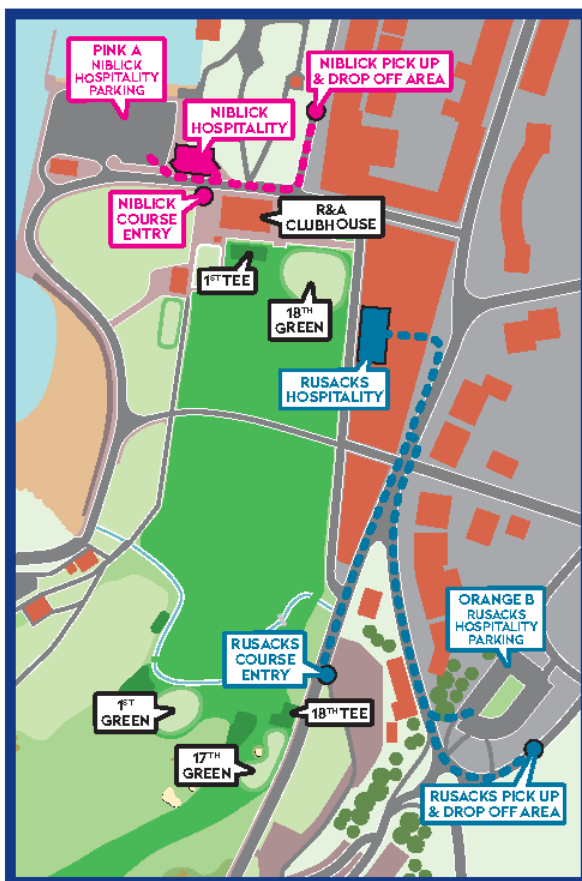 PINK A
NIBLICK
HOSPITALITY
PARKING
NIBLICK PICK UP
& DROP OFF AREA
NIBLICK
HOSPITALITY
NIBLICK
COURSE
ENTRY
R&A
CLUBHOUSE
1ST TEE
18TH
GREEN
RUSACKS
HOSPITALITY
ORANGE B
RUSACKS
HOSPITALITY
PARKING
RUSACKS
COURSE
ENTRY
1ST
GREEN
18TH TEE
17TH
GREEN
RUSACKS PICK UP
& DROP OFF AREA